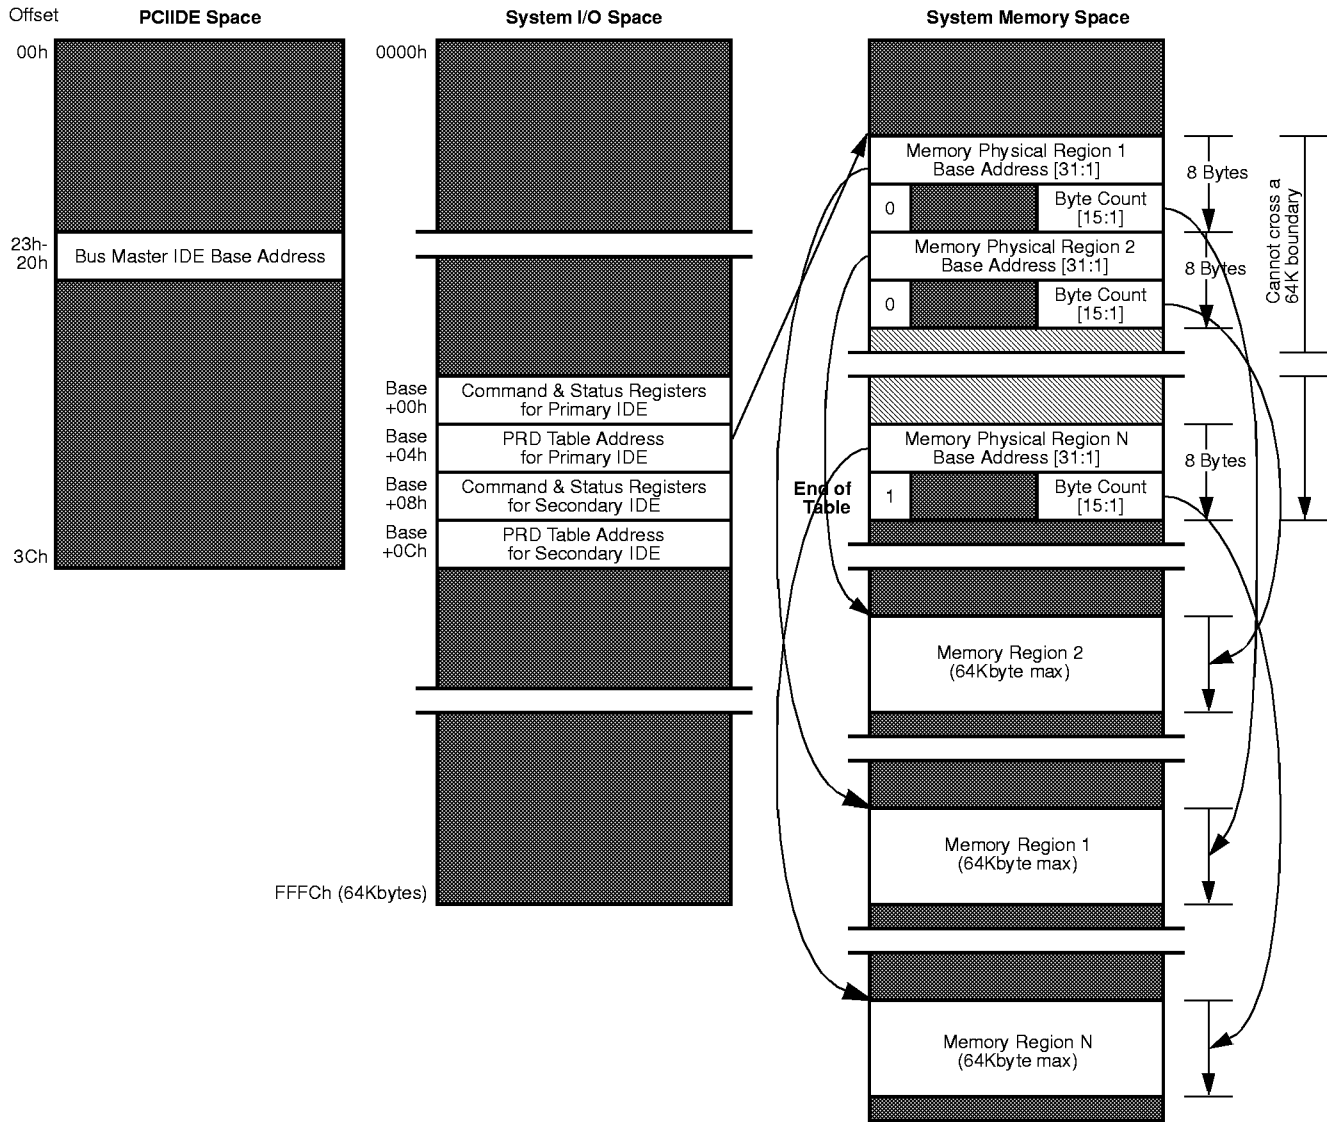 Offset
PCIIDE Space
System I/O Space
System Memory Space
00h
0000h
23h-
20h
Bus Master IDE Base Address
3Ch
Base
+00h
Command & Status Registers
for Primary IDE
Base
+04h
PRD Table Address
for Primary IDE
Base
+08h
Command & Status Registers
for Secondary IDE
Base
+0Ch
PRD Table Address
for Secondary IDE
FFFCh (64Kbytes)
Memory Physical Region 1
Base Address [31:1]
0
Byte Count
[15:1]
8 Bytes
Memory Physical Region 2
Base Address [31:1]
0
Byte Count
[15:1]
8 Bytes
Cannot cross a
64K boundary
Memory Physical Region N
Base Address [31:1]
End of
Table
1
Byte Count
[15:1]
8 Bytes
Memory Region 2
(64Kbyte max)
Memory Region 1
(64Kbyte max)
Memory Region N
(64Kbyte max)